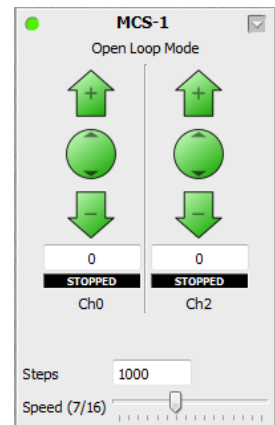 MCS-1
Open Loop Mode
+ +
− −
0 0
STOPPED STOPPED
Ch0 Ch2
Steps 1000
Speed (7/16)